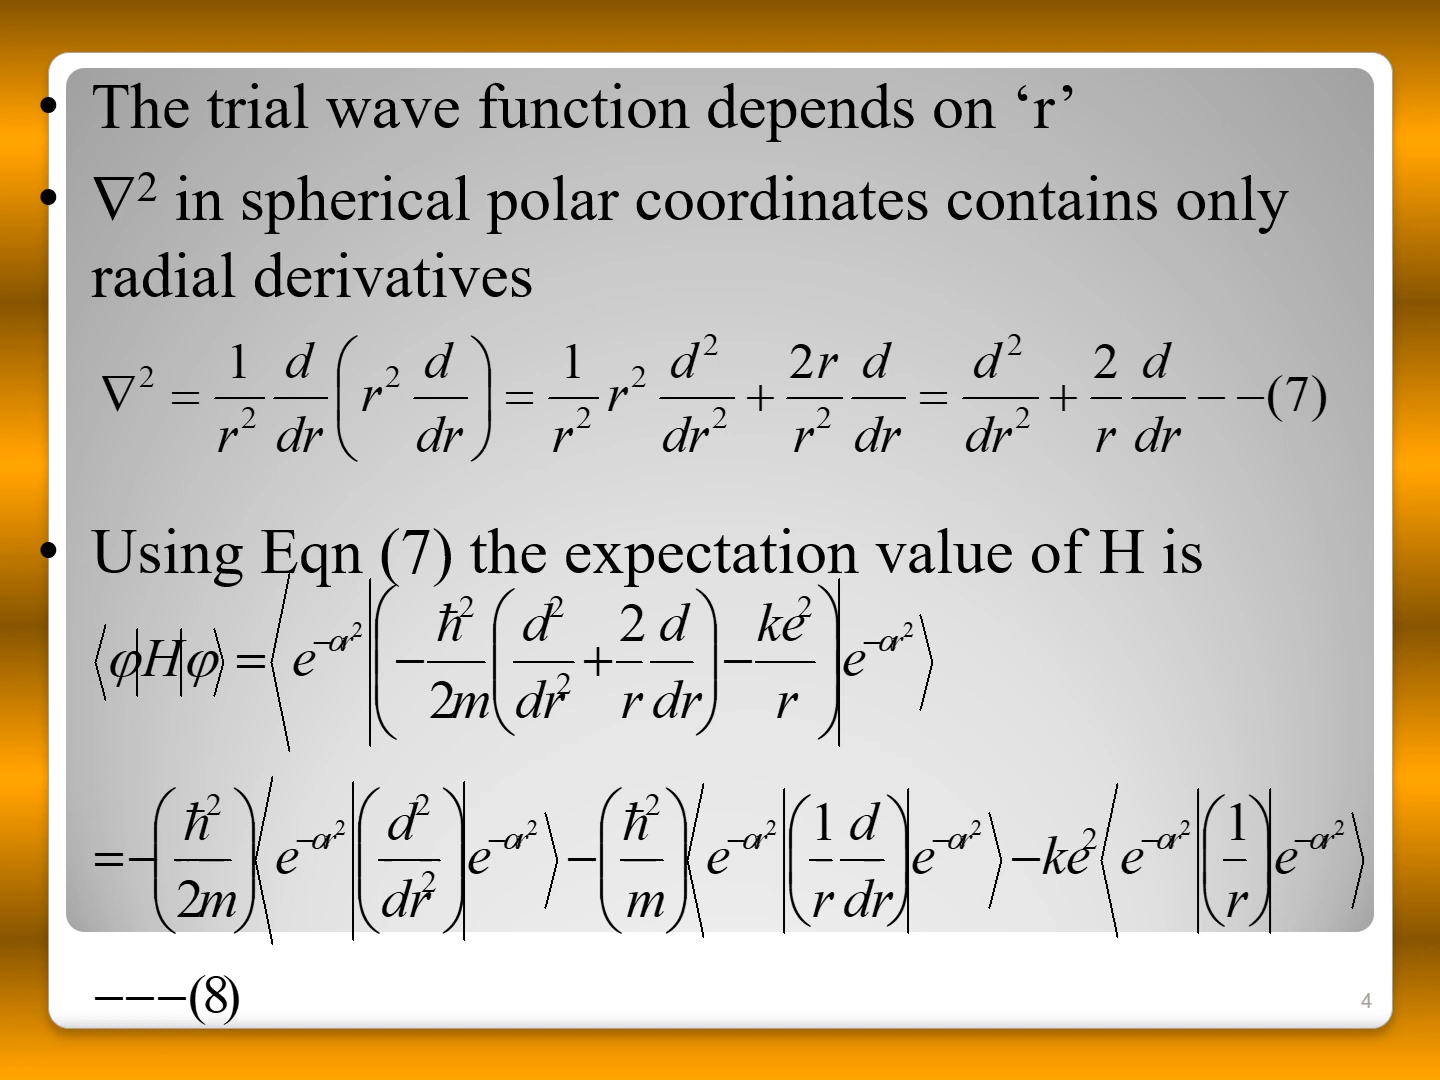 • The trial wave function depends on ‘r’
• ∇² in spherical polar coordinates contains only
radial derivatives
∇² = 1/r² d/dr ( r² d/dr ) = 1/r² r² d²/dr² + 2r/r² d/dr = d²/dr² + 2/r d/dr − −(7)
• Using Eqn (7) the expectation value of H is
⟨φ|H|φ⟩ = ⟨ e^{−αr²} | ( −ħ²/2m ( d²/dr² + 2/r d/dr ) − ke²/r ) | e^{−αr²} ⟩
= −( ħ²/2m ) ⟨ e^{−αr²} | ( d²/dr² ) | e^{−αr²} ⟩ − ( ħ²/m ) ⟨ e^{−αr²} | ( 1/r d/dr ) | e^{−αr²} ⟩ − ke² ⟨ e^{−αr²} | ( 1/r ) | e^{−αr²} ⟩
−−−(8)
4